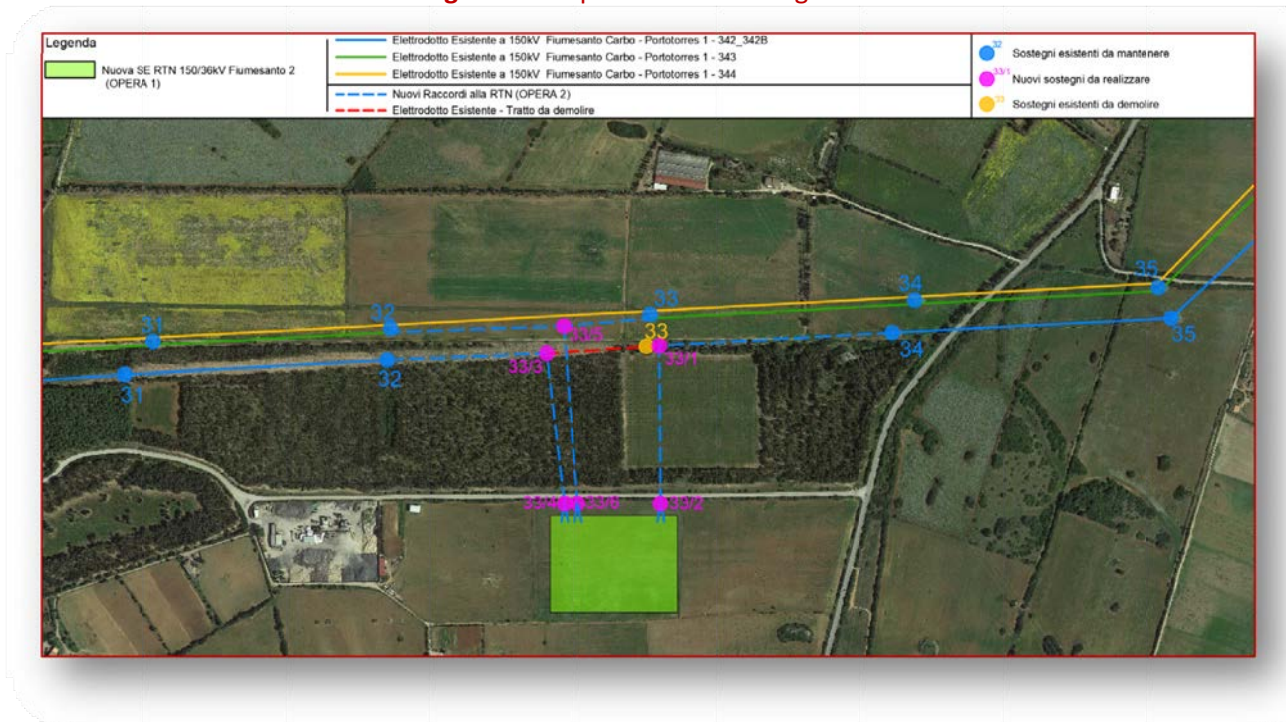 Legenda
Nuova SE RTN 150/36kV Fiumesanto 2
(OPERA 1)
Elettrodotto Esistente a 150kV Fiumesanto Carbo - Portotorres 1 - 342_342B
Elettrodotto Esistente a 150kV Fiumesanto Carbo - Portotorres 1 - 343
Elettrodotto Esistente a 150kV Fiumesanto Carbo - Portotorres 1 - 344
Nuovi Raccordi alla RTN (OPERA 2)
Elettrodotto Esistente - Tratto da demolire
32
Sostegni esistenti da mantenere
33/1
Nuovi sostegni da realizzare
33
Sostegni esistenti da demolire
31
32
33
34
35
33/5
33
33/3
33/1
34
35
31
32
33/4
33/6
33/2